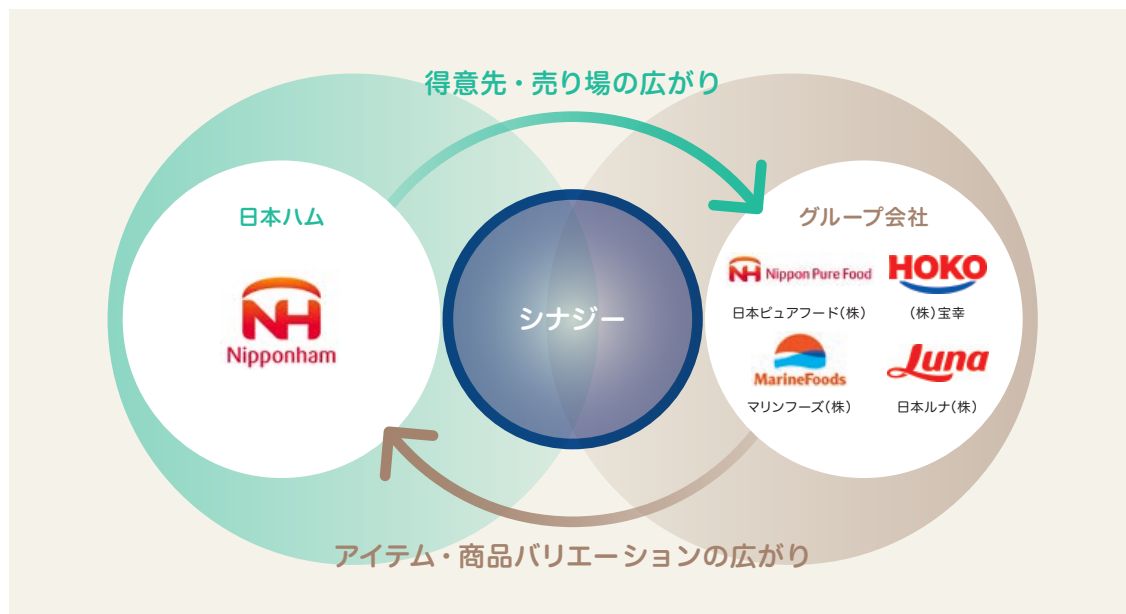 得意先・売り場の広がり
日本ハム
NH
Nipponham
シナジー
グループ会社
NH Nippon Pure Food
日本ピュアフード(株)
HOKO
(株)宝幸
MarineFoods
マリンフーズ(株)
Luna
日本ルナ(株)
アイテム・商品バリエーションの広がり